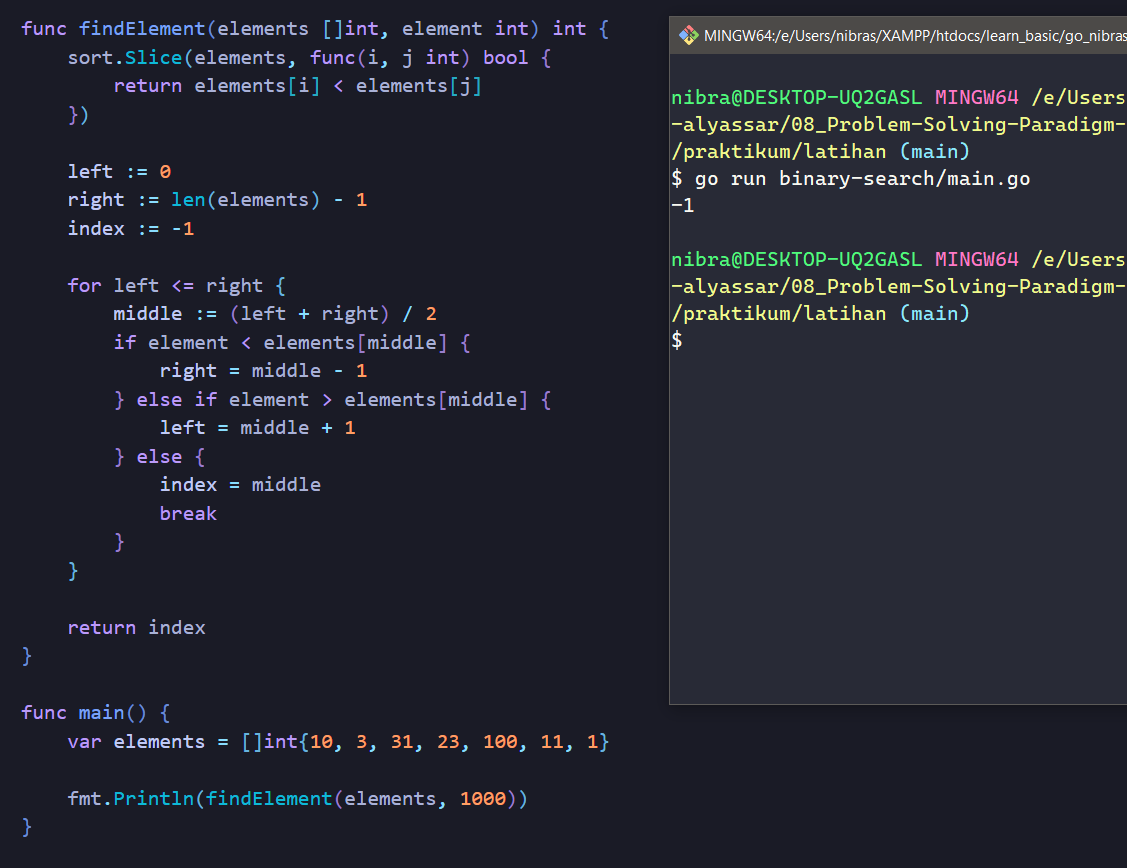 func findElement(elements []int, element int) int {
    sort.Slice(elements, func(i, j int) bool {
        return elements[i] < elements[j]
    })

    left := 0
    right := len(elements) - 1
    index := -1

    for left <= right {
        middle := (left + right) / 2
        if element < elements[middle] {
            right = middle - 1
        } else if element > elements[middle] {
            left = middle + 1
        } else {
            index = middle
            break
        }
    }

    return index
}

func main() {
    var elements = []int{10, 3, 31, 23, 100, 11, 1}

    fmt.Println(findElement(elements, 1000))
}

MINGW64:/e/Users/nibras/XAMPP/htdocs/learn_basic/go_nibras
nibra@DESKTOP-UQ2GASL MINGW64 /e/Users
-alyassar/08_Problem-Solving-Paradigm-
/praktikum/latihan (main)
$ go run binary-search/main.go
-1

nibra@DESKTOP-UQ2GASL MINGW64 /e/Users
-alyassar/08_Problem-Solving-Paradigm-
/praktikum/latihan (main)
$